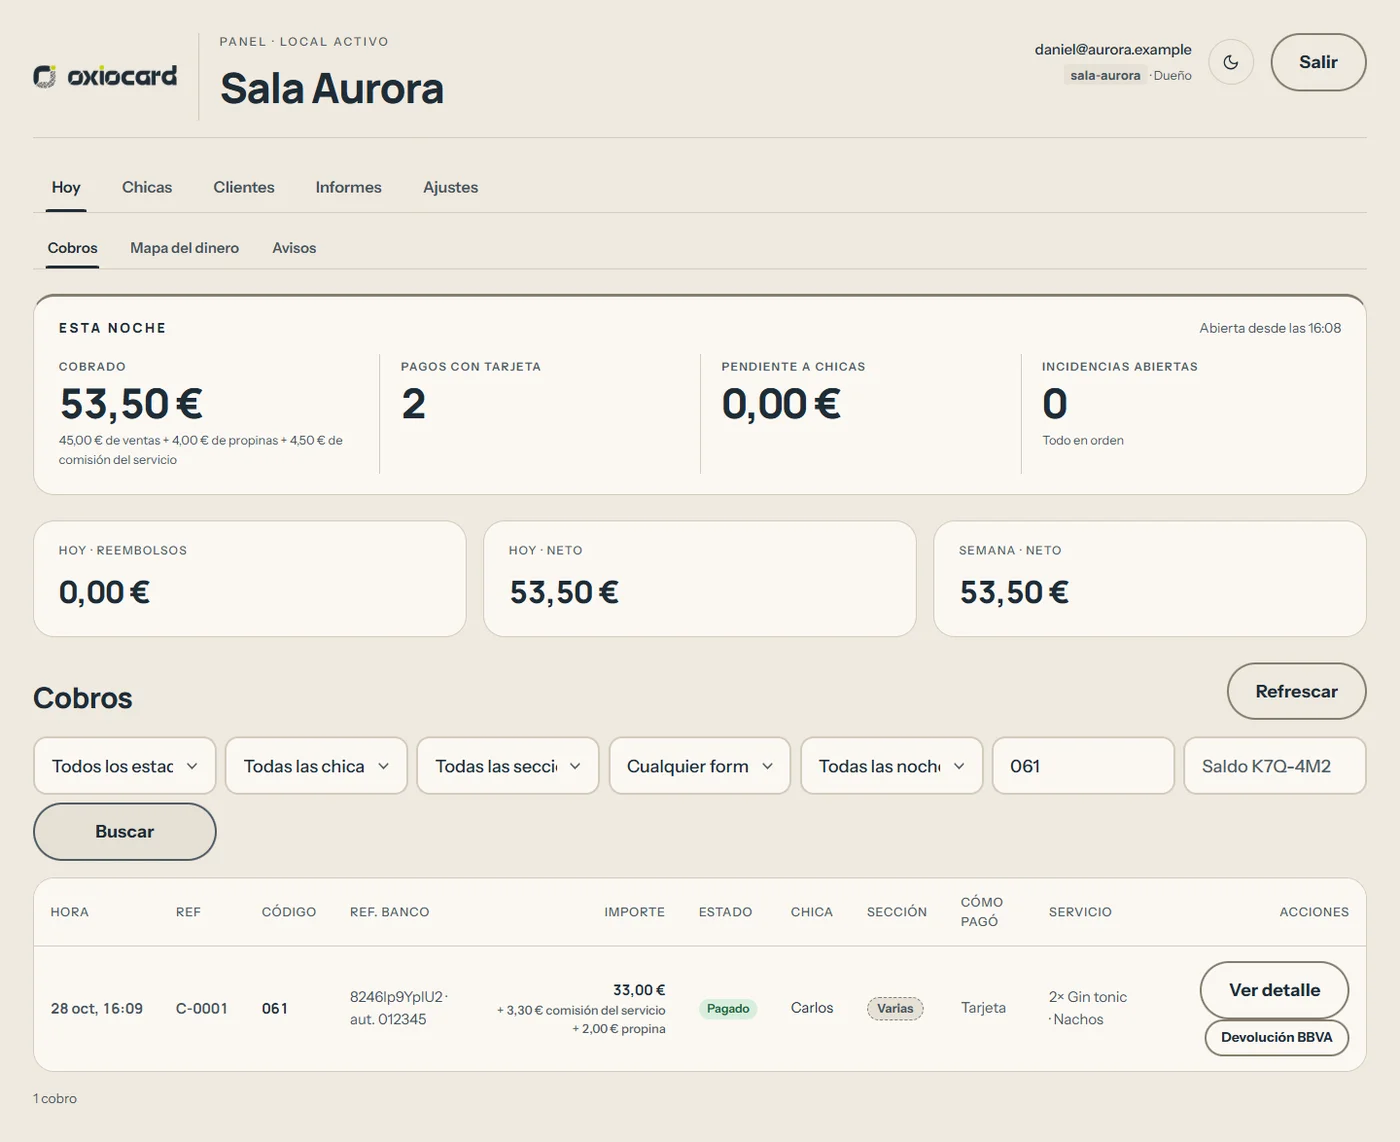 oxiocard
PANEL · LOCAL ACTIVO
Sala Aurora
daniel@aurora.example
sala-aurora · Dueño
Salir
Hoy Chicas Clientes Informes Ajustes
Cobros Mapa del dinero Avisos
ESTA NOCHE
Abierta desde las 16:08
COBRADO
53,50 €
45,00 € de ventas + 4,00 € de propinas + 4,50 € de
comisión del servicio
PAGOS CON TARJETA
2
PENDIENTE A CHICAS
0,00 €
INCIDENCIAS ABIERTAS
0
Todo en orden
HOY · REEMBOLSOS
0,00 €
HOY · NETO
53,50 €
SEMANA · NETO
53,50 €
Cobros
Refrescar
Todos los estac Todas las chica Todas las secci Cualquier form Todas las noch 061 Saldo K7Q-4M2
Buscar
HORA REF CÓDIGO REF. BANCO IMPORTE ESTADO CHICA SECCIÓN CÓMO PAGÓ SERVICIO ACCIONES
28 oct, 16:09
C-0001
061
8246lp9YplU2 ·
aut. 012345
33,00 €
+ 3,30 € comisión del servicio
+ 2,00 € propina
Pagado
Carlos
Varias
Tarjeta
2× Gin tonic
· Nachos
Ver detalle
Devolución BBVA
1 cobro